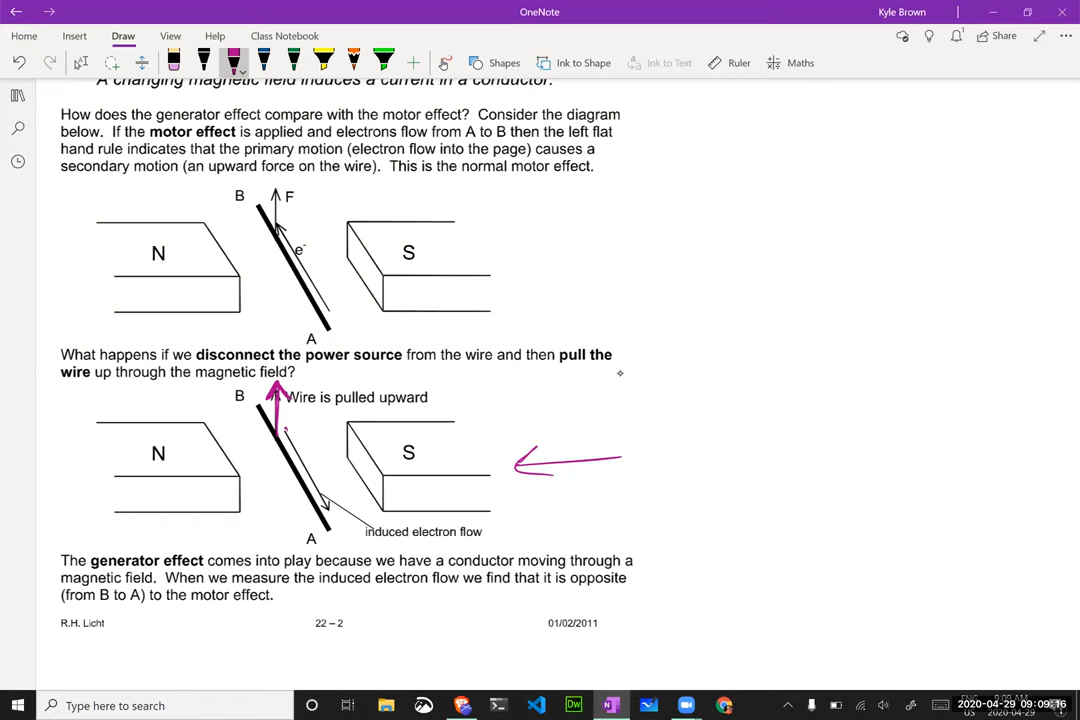 OneNote
Kyle Brown
Home Insert Draw View Help Class Notebook
Share
Shapes Ink to Shape Ink to Text Ruler Maths
A changing magnetic field induces a current in a conductor.
How does the generator effect compare with the motor effect? Consider the diagram
below. If the motor effect is applied and electrons flow from A to B then the left flat
hand rule indicates that the primary motion (electron flow into the page) causes a
secondary motion (an upward force on the wire). This is the normal motor effect.
B F
e-
N S
A
What happens if we disconnect the power source from the wire and then pull the
wire up through the magnetic field?
B Wire is pulled upward
N S
induced electron flow
A
The generator effect comes into play because we have a conductor moving through a
magnetic field. When we measure the induced electron flow we find that it is opposite
(from B to A) to the motor effect.
R.H. Licht 22 – 2 01/02/2011
Type here to search
Dw
2020-04-29 09:09:16